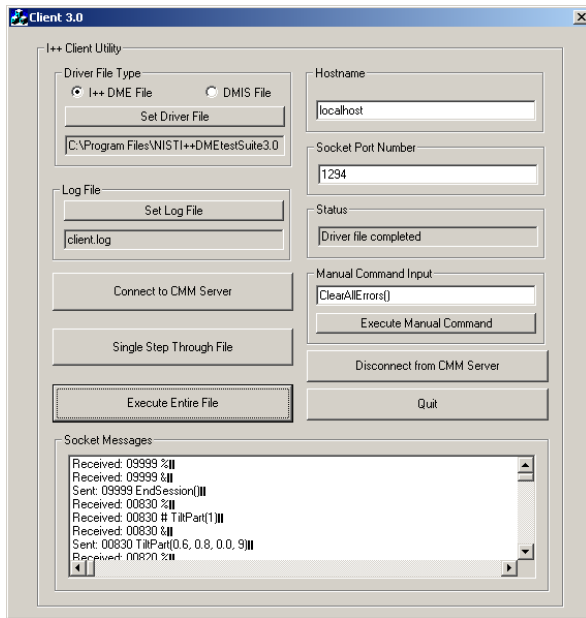 Client 3.0
I++ Client Utility
Driver File Type
I++ DME File
DMIS File
Set Driver File
C:\Program Files\NISTI++DMEtestSuite3.0
Log File
Set Log File
client.log
Connect to CMM Server
Single Step Through File
Execute Entire File
Hostname
localhost
Socket Port Number
1294
Status
Driver file completed
Manual Command Input
ClearAllErrors()
Execute Manual Command
Disconnect from CMM Server
Quit
Socket Messages
Received: 09999 %
Received: 09999 &
Sent: 09999 EndSession()
Received: 00830 %
Received: 00830 # TiltPart(1)
Received: 00830 &
Sent: 00830 TiltPart(0.6, 0.8, 0.0, 9)
Received: 00820 %